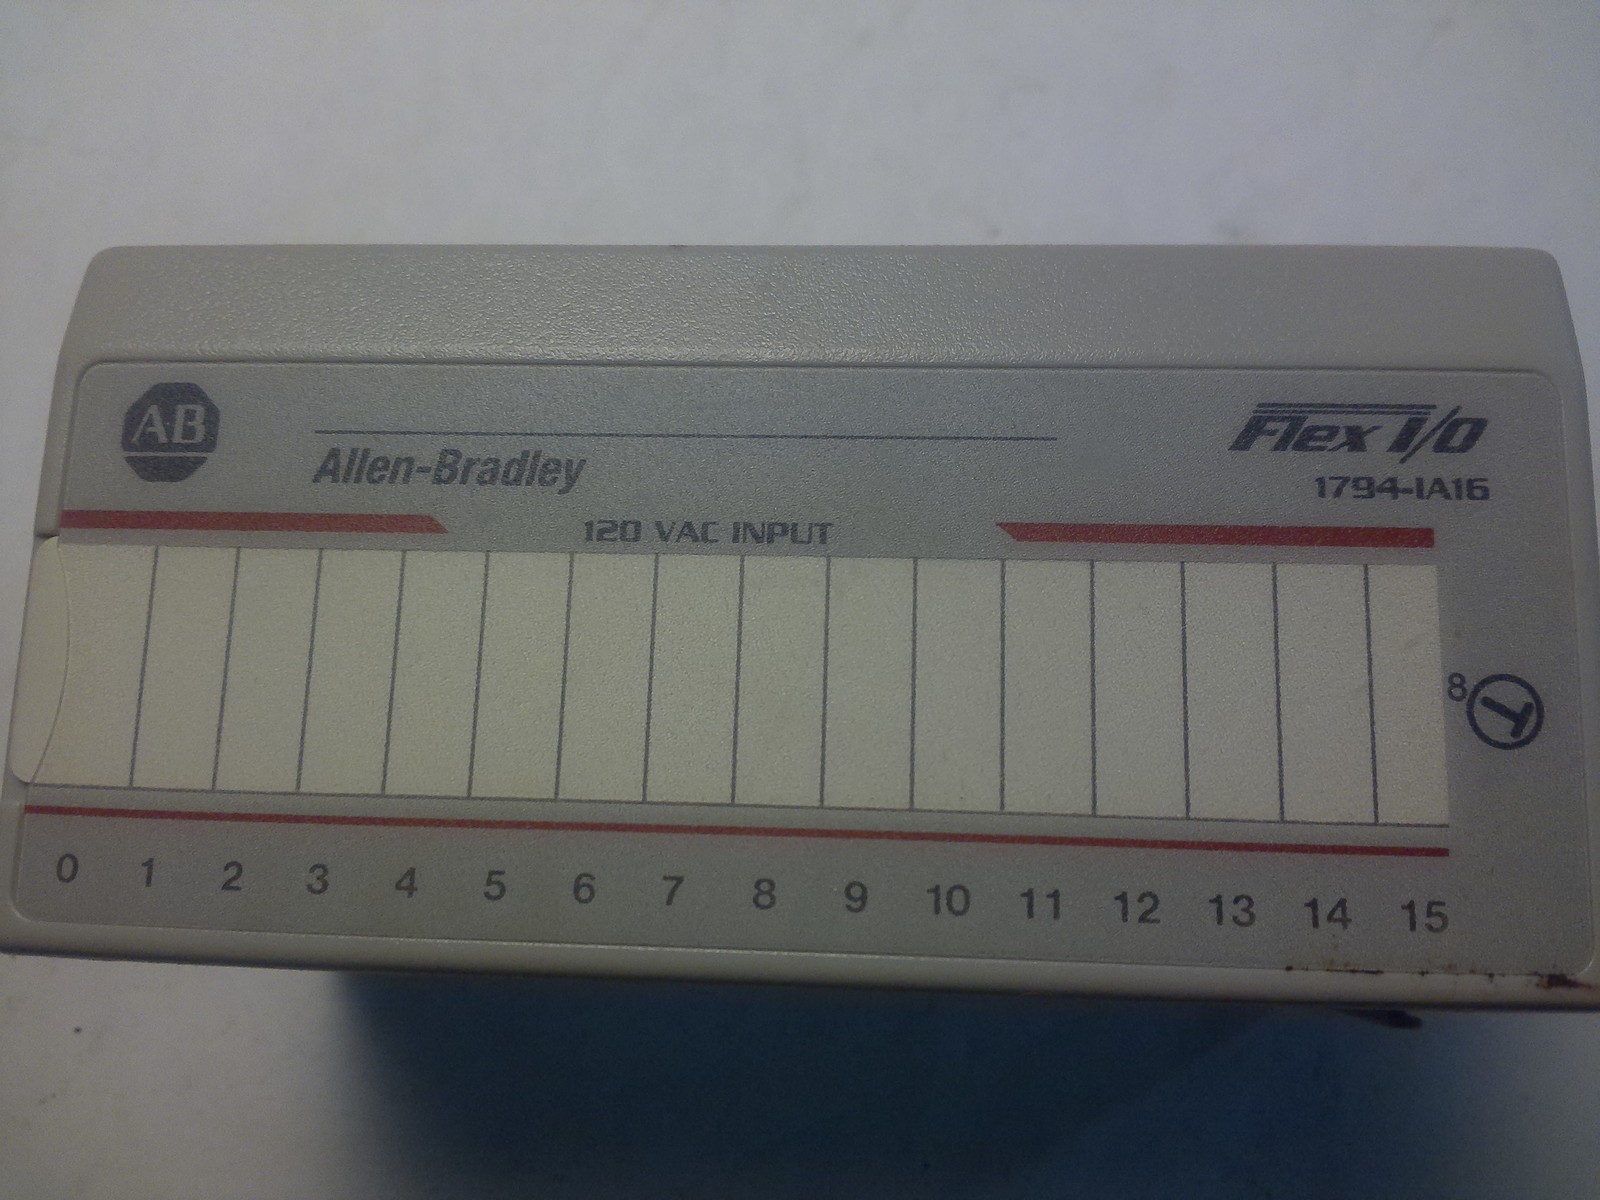 AB
Flex I/O
Allen-Bradley
1794-IA16
120 VAC INPUT
8
0 1 2 3 4 5 6 7 8 9 10 11 12 13 14 15